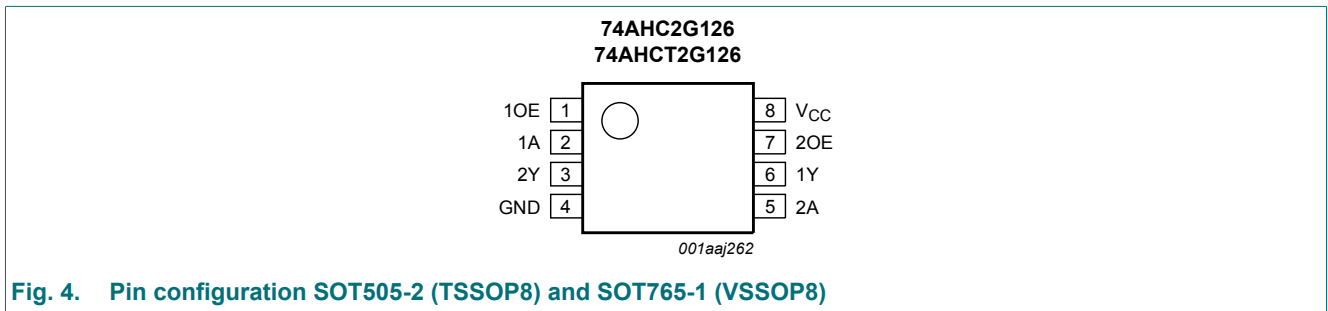 74AHC2G126
74AHCT2G126
1OE 1 8 VCC
1A 2 7 2OE
2Y 3 6 1Y
GND 4 5 2A
001aaj262
Fig. 4. Pin configuration SOT505-2 (TSSOP8) and SOT765-1 (VSSOP8)